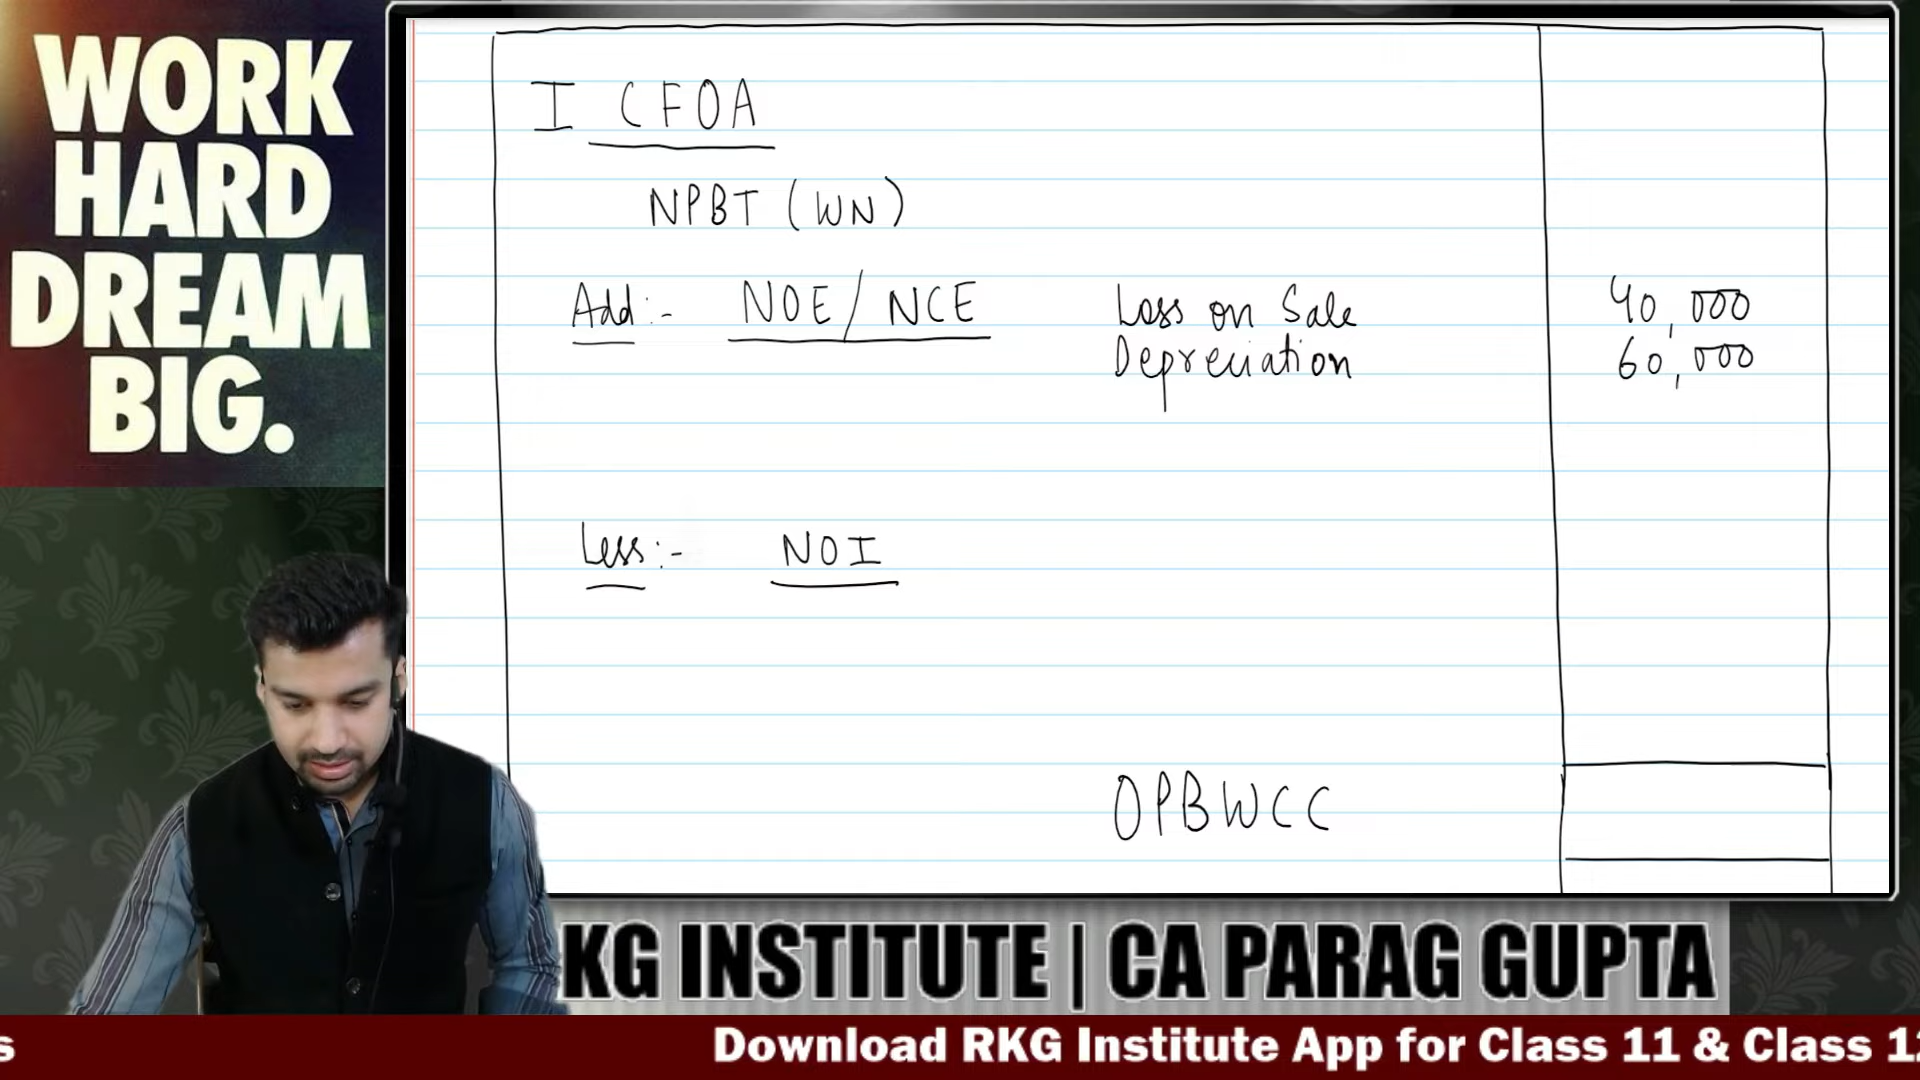 WORK
HARD
DREAM
BIG.
I CFOA
NPBT (WN)
Add:- NOE/NCE Loss on Sale 40,000
Depreciation 60,000
Less:- NOI
OPBWCC
KG INSTITUTE | CA PARAG GUPTA
s Download RKG Institute App for Class 11 & Class 1